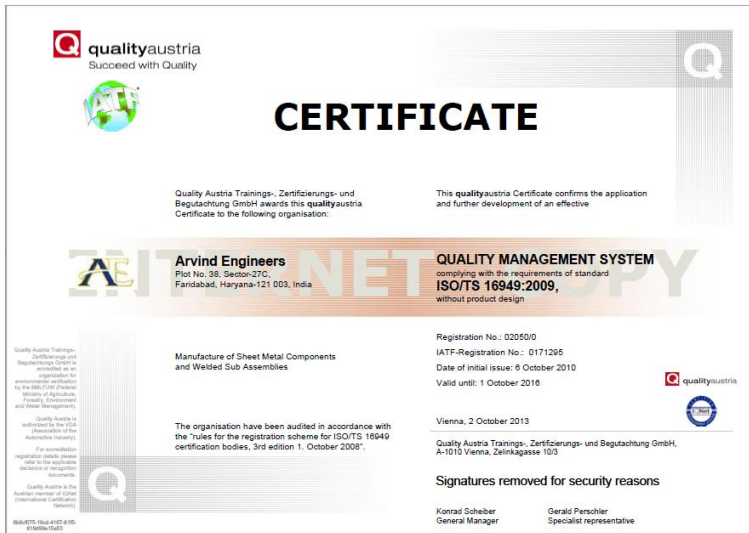 qualityaustria
Succeed with Quality
IATF
Q
CERTIFICATE
Quality Austria Trainings-, Zertifizierungs- und
Begutachtung GmbH awards this qualityaustria
Certificate to the following organisation:
This qualityaustria Certificate confirms the application
and further development of an effective
INTERNET COPY
AE
Arvind Engineers
Plot No. 38, Sector-27C,
Faridabad, Haryana-121 003, India
QUALITY MANAGEMENT SYSTEM
complying with the requirements of standard
ISO/TS 16949:2009,
without product design
Manufacture of Sheet Metal Components
and Welded Sub Assemblies
Registration No.: 02050/0
IATF-Registration No.: 0171295
Date of initial issue: 6 October 2010
Valid until: 1 October 2016
qualityaustria
The organisation have been audited in accordance with
the "rules for the registration scheme for ISO/TS 16949
certification bodies, 3rd edition 1. October 2008".
Vienna, 2 October 2013
Quality Austria Trainings-, Zertifizierungs- und Begutachtung GmbH,
A-1010 Vienna, Zelinkagasse 10/3
Signatures removed for security reasons
Konrad Scheiber
General Manager
Gerald Perschler
Specialist representative
Quality Austria Trainings-,
Zertifizierungs und
Begutachtungs GmbH is
accredited as an
organization for
environmental verification
by the BMLFUW (Federal
Ministry of Agriculture,
Forestry, Environment
and Water Management).
Quality Austria is
authorized by the VDA
(Association of the
Automotive Industry).
For accreditation
registration details please
refer to the applicable
decisions or recognition
documents.
Quality Austria is the
Austrian member of IQNet
(International Certification
Network).
Q